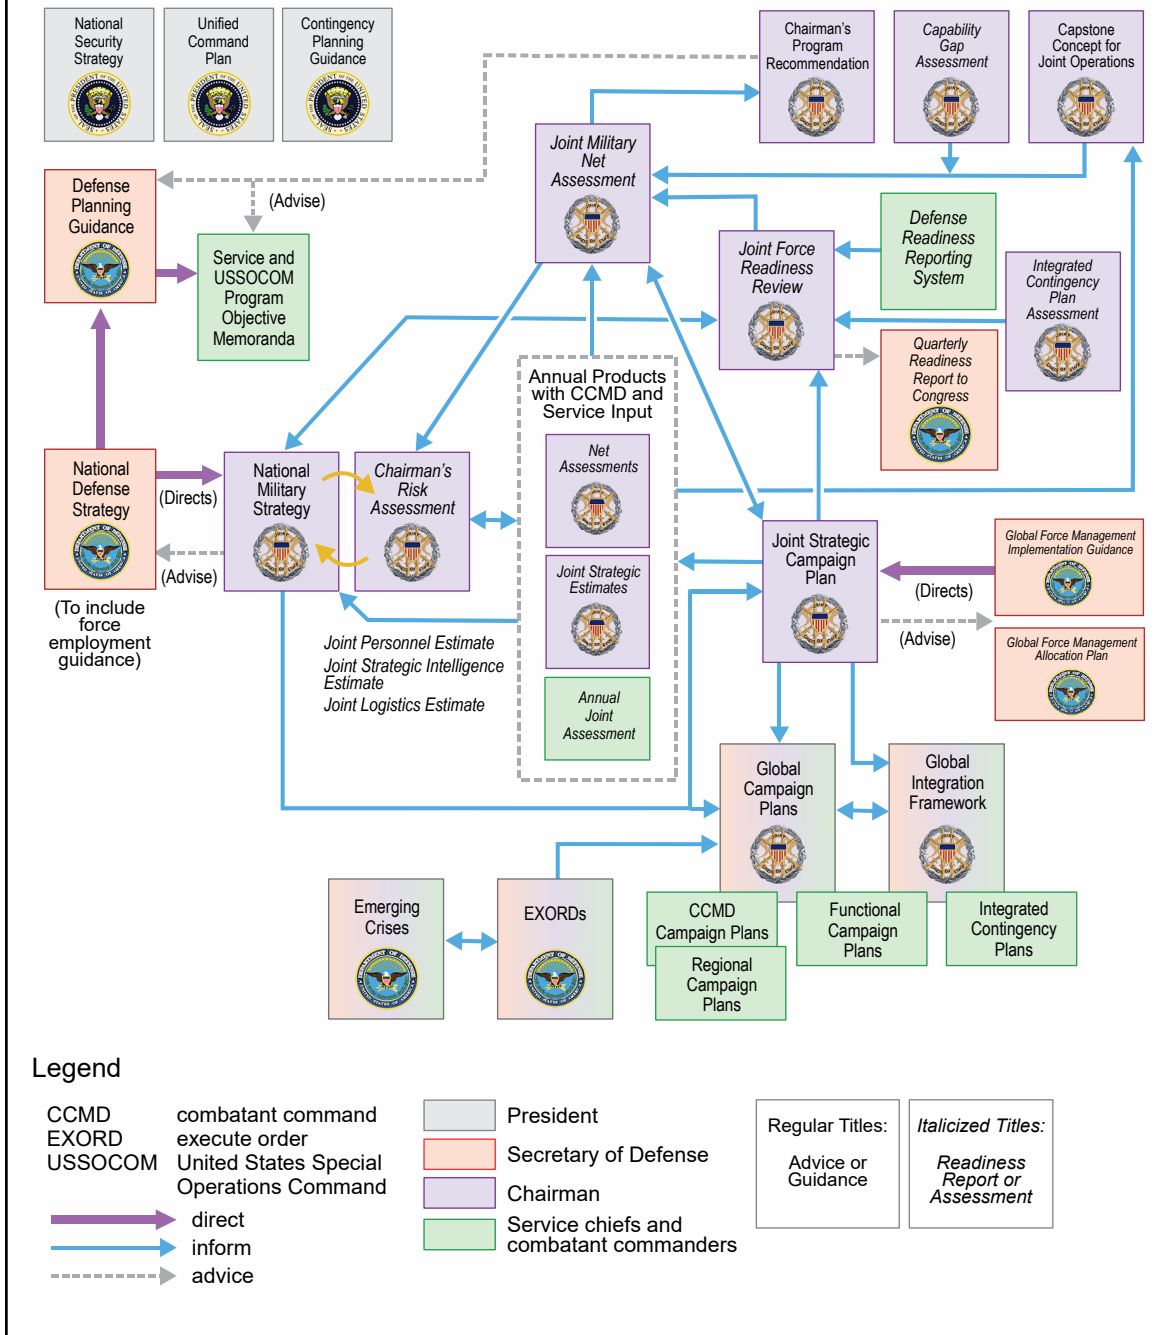 National
Security
Strategy
Unified
Command
Plan
Contingency
Planning
Guidance
Chairman's
Program
Recommendation
Capability
Gap
Assessment
Capstone
Concept for
Joint Operations
Joint Military
Net
Assessment
Defense
Planning
Guidance
(Advise)
Service and
USSOCOM
Program
Objective
Memoranda
Joint Force
Readiness
Review
Defense
Readiness
Reporting
System
Integrated
Contingency
Plan
Assessment
Quarterly
Readiness
Report to
Congress
Annual Products
with CCMD and
Service Input
Net
Assessments
Joint Strategic
Estimates
Annual
Joint
Assessment
National
Defense
Strategy
(Directs)
(Advise)
(To include
force
employment
guidance)
National
Military
Strategy
Chairman's
Risk
Assessment
Joint Personnel Estimate
Joint Strategic Intelligence
Estimate
Joint Logistics Estimate
Joint Strategic
Campaign
Plan
(Directs)
(Advise)
Global Force Management
Implementation Guidance
Global Force Management
Allocation Plan
Global
Campaign
Plans
Global
Integration
Framework
Emerging
Crises
EXORDs
CCMD
Campaign Plans
Regional
Campaign
Plans
Functional
Campaign
Plans
Integrated
Contingency
Plans
Legend
CCMD combatant command
EXORD execute order
USSOCOM United States Special
Operations Command
direct
inform
advice
President
Secretary of Defense
Chairman
Service chiefs and
combatant commanders
Regular Titles:
Advice or
Guidance
Italicized Titles:
Readiness
Report or
Assessment